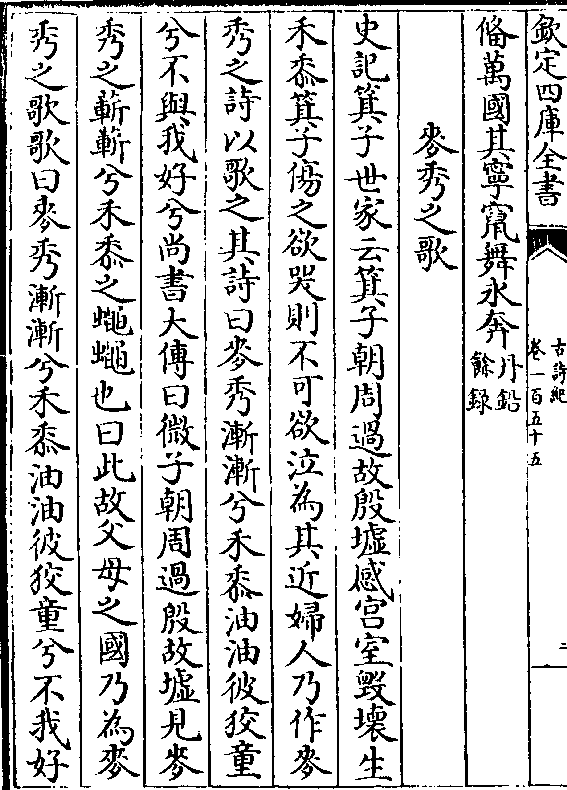 欽定四庫全書
古詩紀
卷一百五十五
二
脩萬國其寧竄舞永奔丹鉛
餘録
麥秀之歌
史記箕子世家云箕子朝周過故殷墟感宫室毁壞生
禾黍箕子傷之欲哭則不可欲泣為其近婦人乃作麥
秀之詩以歌之其詩曰麥秀漸漸兮禾黍油油彼狡童
兮不與我好兮尚書大傳曰微子朝周過殷故墟見麥
秀之蔪蔪兮禾黍之蠅蠅也曰此故父母之國乃為麥
秀之歌歌曰麥秀漸漸兮禾黍油油彼狡童兮不我好